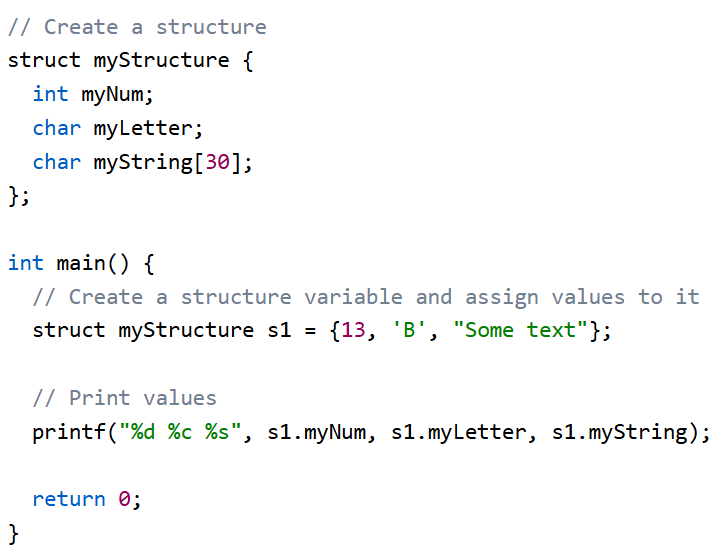 // Create a structure
struct myStructure {
  int myNum;
  char myLetter;
  char myString[30];
};

int main() {
  // Create a structure variable and assign values to it
  struct myStructure s1 = {13, 'B', "Some text"};

  // Print values
  printf("%d %c %s", s1.myNum, s1.myLetter, s1.myString);

  return 0;
}